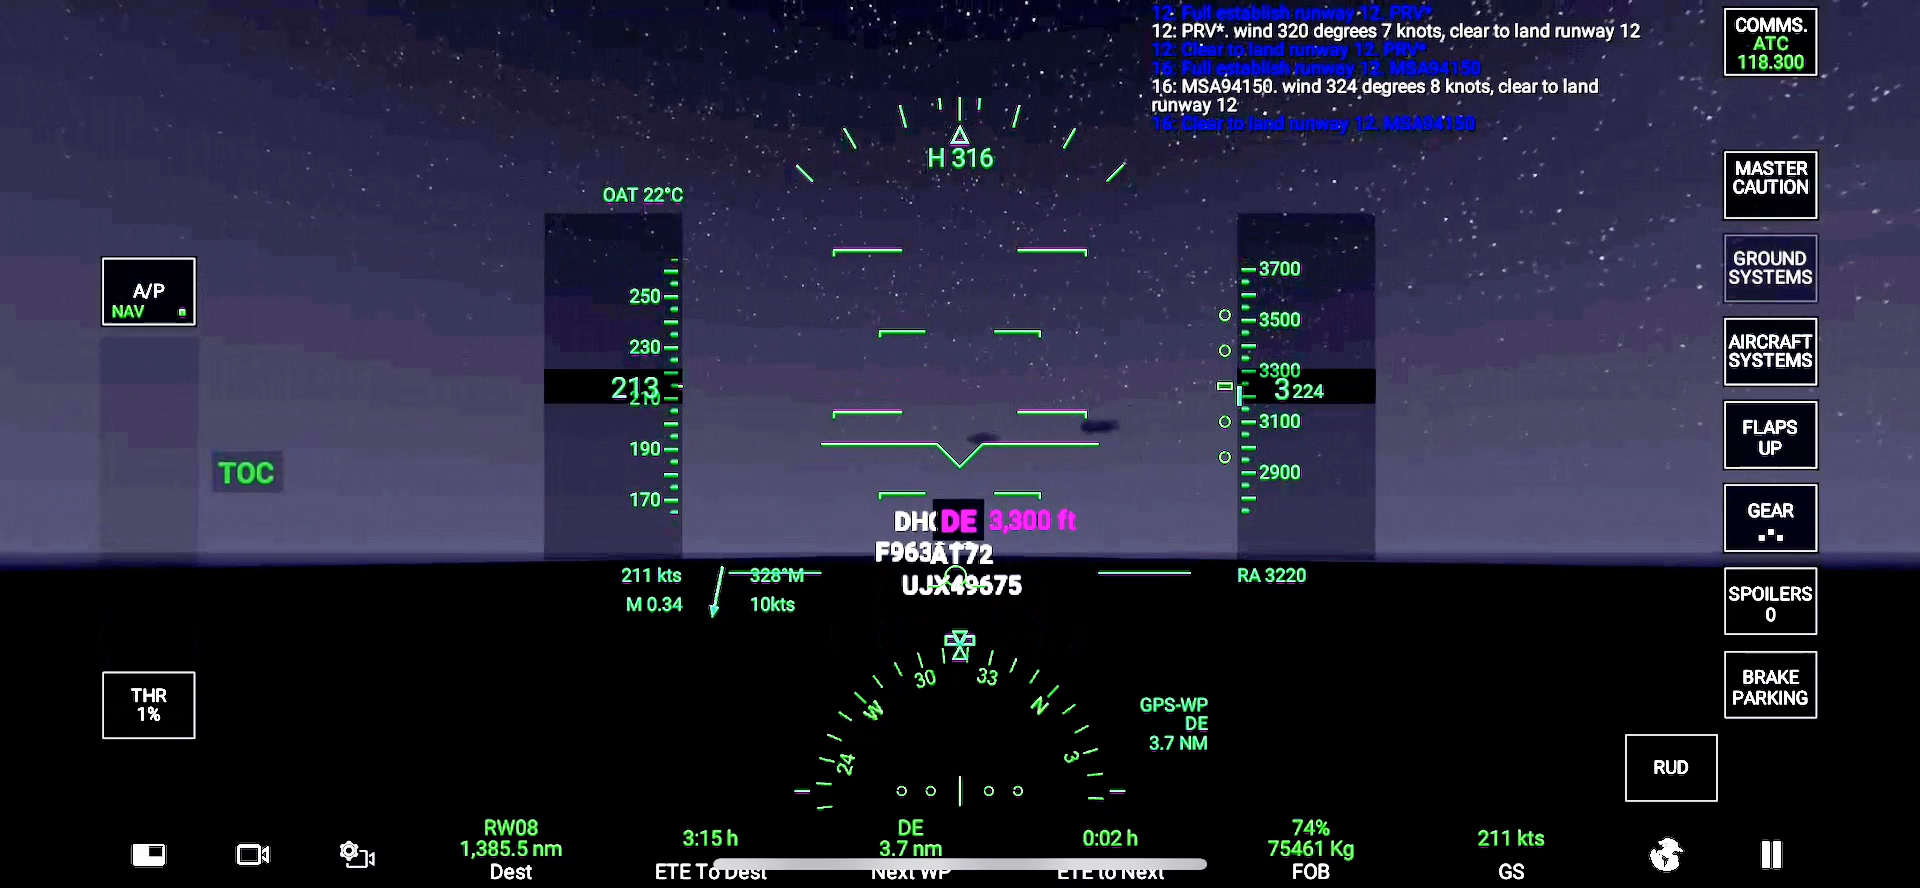 12: Full establish runway 12. PRV*
12: PRV*. wind 320 degrees 7 knots, clear to land runway 12
12: Clear to land runway 12. PRV*
16: Full establish runway 12. MSA94150
16: MSA94150. wind 324 degrees 8 knots, clear to land
runway 12
16: Clear to land runway 12. MSA94150
COMMS.
ATC
118.300
H 316
OAT 22°C
MASTER
CAUTION
GROUND
SYSTEMS
A/P
NAV
250
230
213
210
190
170
3700
3500
3300
3 224
3100
2900
AIRCRAFT
SYSTEMS
FLAPS
UP
TOC
GEAR
DE 3,300 ft
AT72
UJX49675
211 kts
M 0.34
328°M
10kts
RA 3220
SPOILERS
0
BRAKE
PARKING
THR
1%
24
W
30
33
N
3
GPS-WP
DE
3.7 NM
RUD
RW08
1,385.5 nm
Dest
3:15 h
ETE To Dest
DE
3.7 nm
Next WP
0:02 h
ETE to Next
74%
75461 Kg
FOB
211 kts
GS